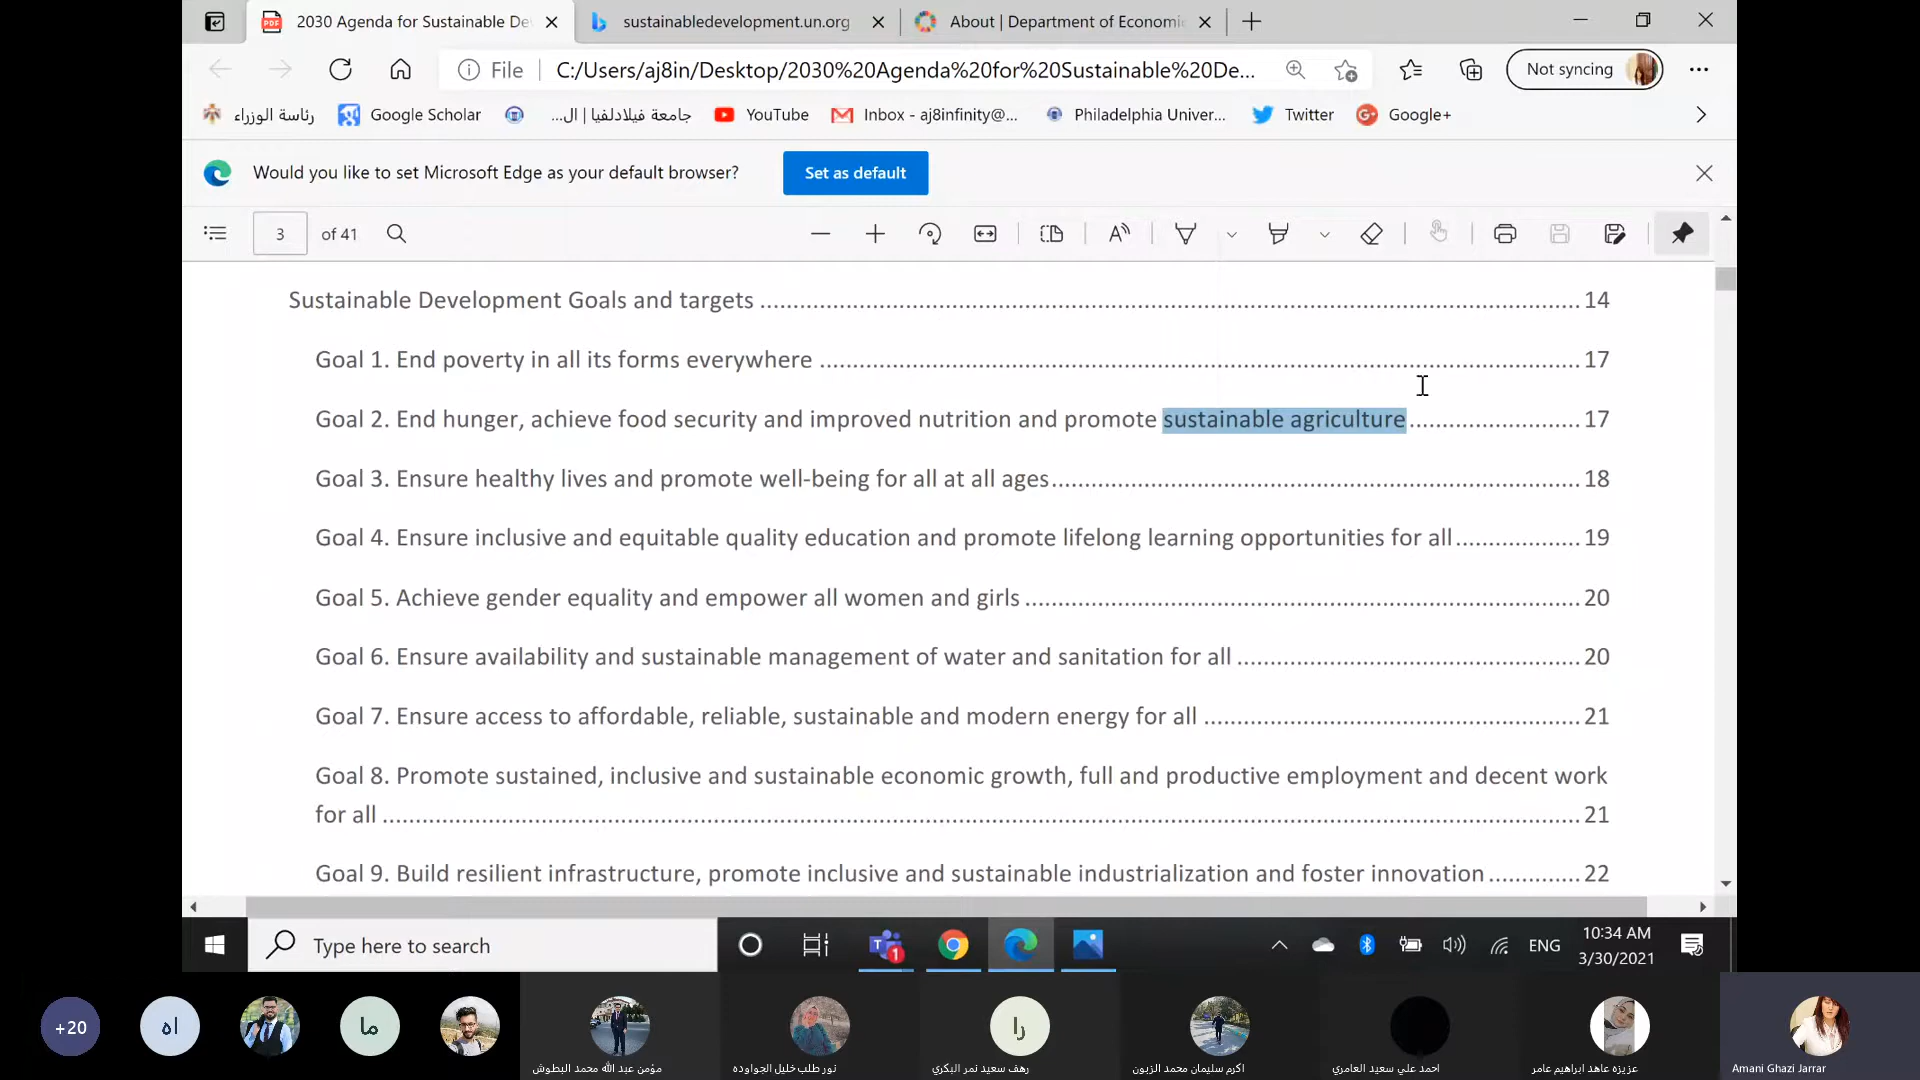 2030 Agenda for Sustainable De
sustainabledevelopment.un.org
About | Department of Economi
File
C:/Users/aj8in/Desktop/2030%20Agenda%20for%20Sustainable%20De...
Not syncing
رئاسة الوزراء
Google Scholar
جامعة فيلادلفيا | ال...
YouTube
Inbox - aj8infinity@...
Philadelphia Univer...
Twitter
Google+
Would you like to set Microsoft Edge as your default browser?
Set as default
3
of 41
Sustainable Development Goals and targets 14
Goal 1. End poverty in all its forms everywhere 17
Goal 2. End hunger, achieve food security and improved nutrition and promote sustainable agriculture 17
Goal 3. Ensure healthy lives and promote well-being for all at all ages 18
Goal 4. Ensure inclusive and equitable quality education and promote lifelong learning opportunities for all 19
Goal 5. Achieve gender equality and empower all women and girls 20
Goal 6. Ensure availability and sustainable management of water and sanitation for all 20
Goal 7. Ensure access to affordable, reliable, sustainable and modern energy for all 21
Goal 8. Promote sustained, inclusive and sustainable economic growth, full and productive employment and decent work
for all 21
Goal 9. Build resilient infrastructure, promote inclusive and sustainable industrialization and foster innovation 22
Type here to search
1
ENG
10:34 AM
3/30/2021
+20
اه
ما
را
مؤمن عبد الله محمد البطوش
نور طلب خليل الجواوده
رهف سعيد نمر البكري
اكرم سليمان محمد الزبون
احمد علي سعيد العامري
عزيزه عاهد ابراهيم عامر
Amani Ghazi Jarrar